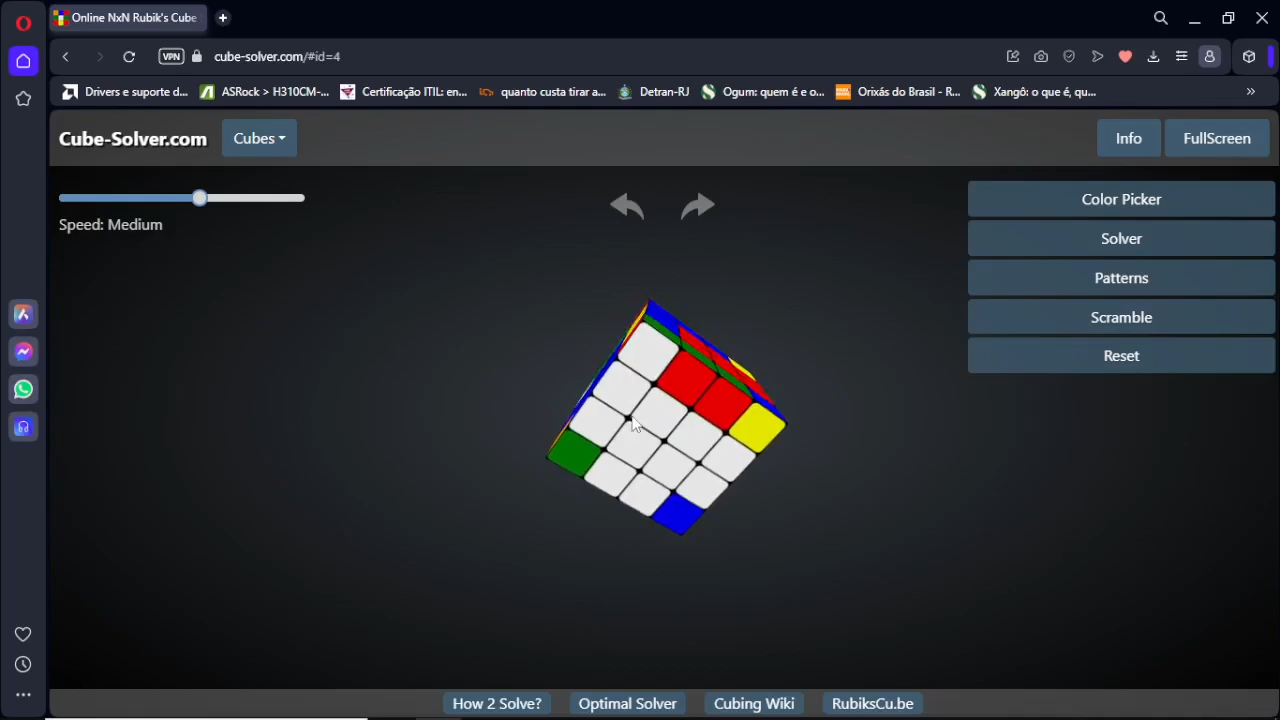 Online NxN Rubik's Cube
VPN
cube-solver.com/#id=4
Drivers e suporte d...
ASRock > H310CM-...
Certificação ITIL: en...
quanto custa tirar a...
Detran-RJ
Ogum: quem é e o...
Orixás do Brasil - R...
Xangô: o que é, qu...
Cube-Solver.com
Cubes
Info
FullScreen
Speed: Medium
Color Picker
Solver
Patterns
Scramble
Reset
How 2 Solve?
Optimal Solver
Cubing Wiki
RubiksCu.be